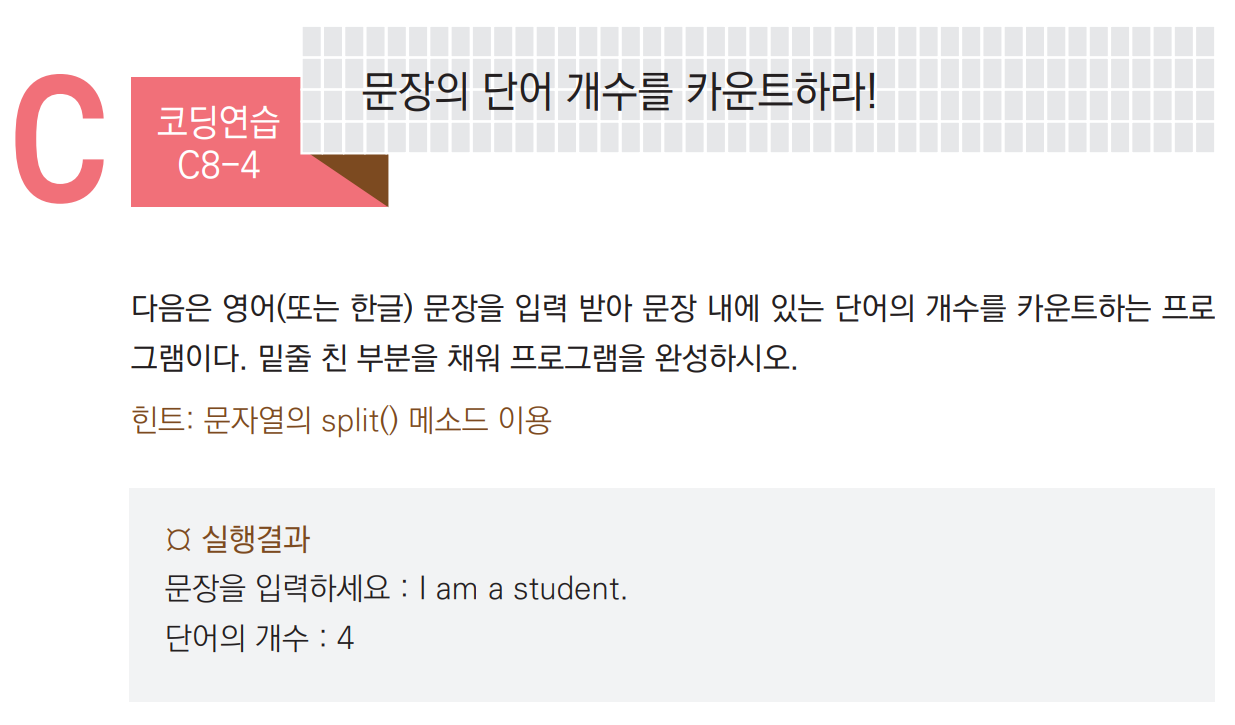 C
코딩연습
C8-4
문장의 단어 개수를 카운트하라!
다음은 영어(또는 한글) 문장을 입력 받아 문장 내에 있는 단어의 개수를 카운트하는 프로
그램이다. 밑줄 친 부분을 채워 프로그램을 완성하시오.
힌트: 문자열의 split() 메소드 이용
¤ 실행결과
문장을 입력하세요 : I am a student.
단어의 개수 : 4